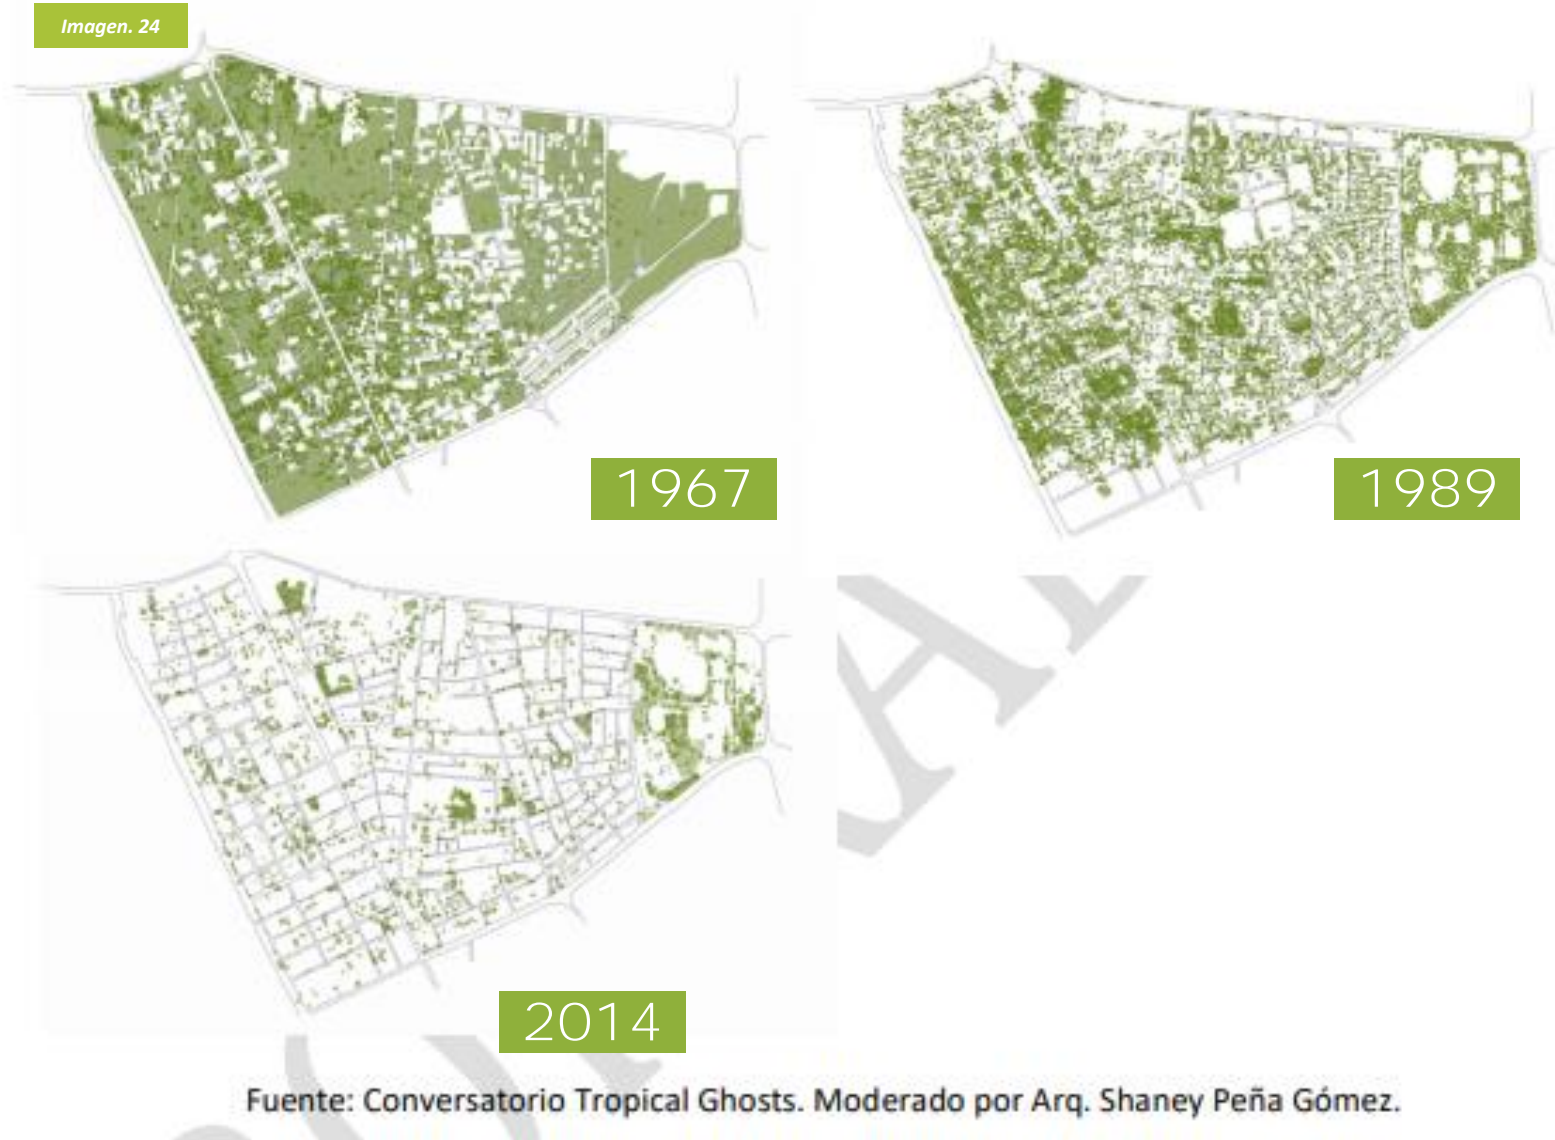 Imagen. 24
1967
1989
2014
Fuente: Conversatorio Tropical Ghosts. Moderado por Arq. Shaney Peña Gómez.